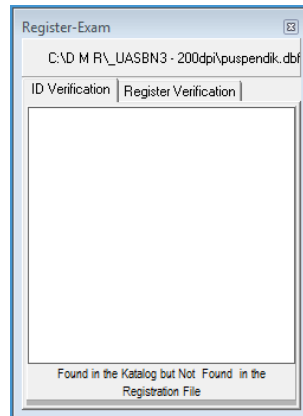 Register-Exam
C:\D M R\_UASBN3 - 200dpi\puspendik.dbf
ID Verification Register Verification
Found in the Katalog but Not Found in the
Registration File